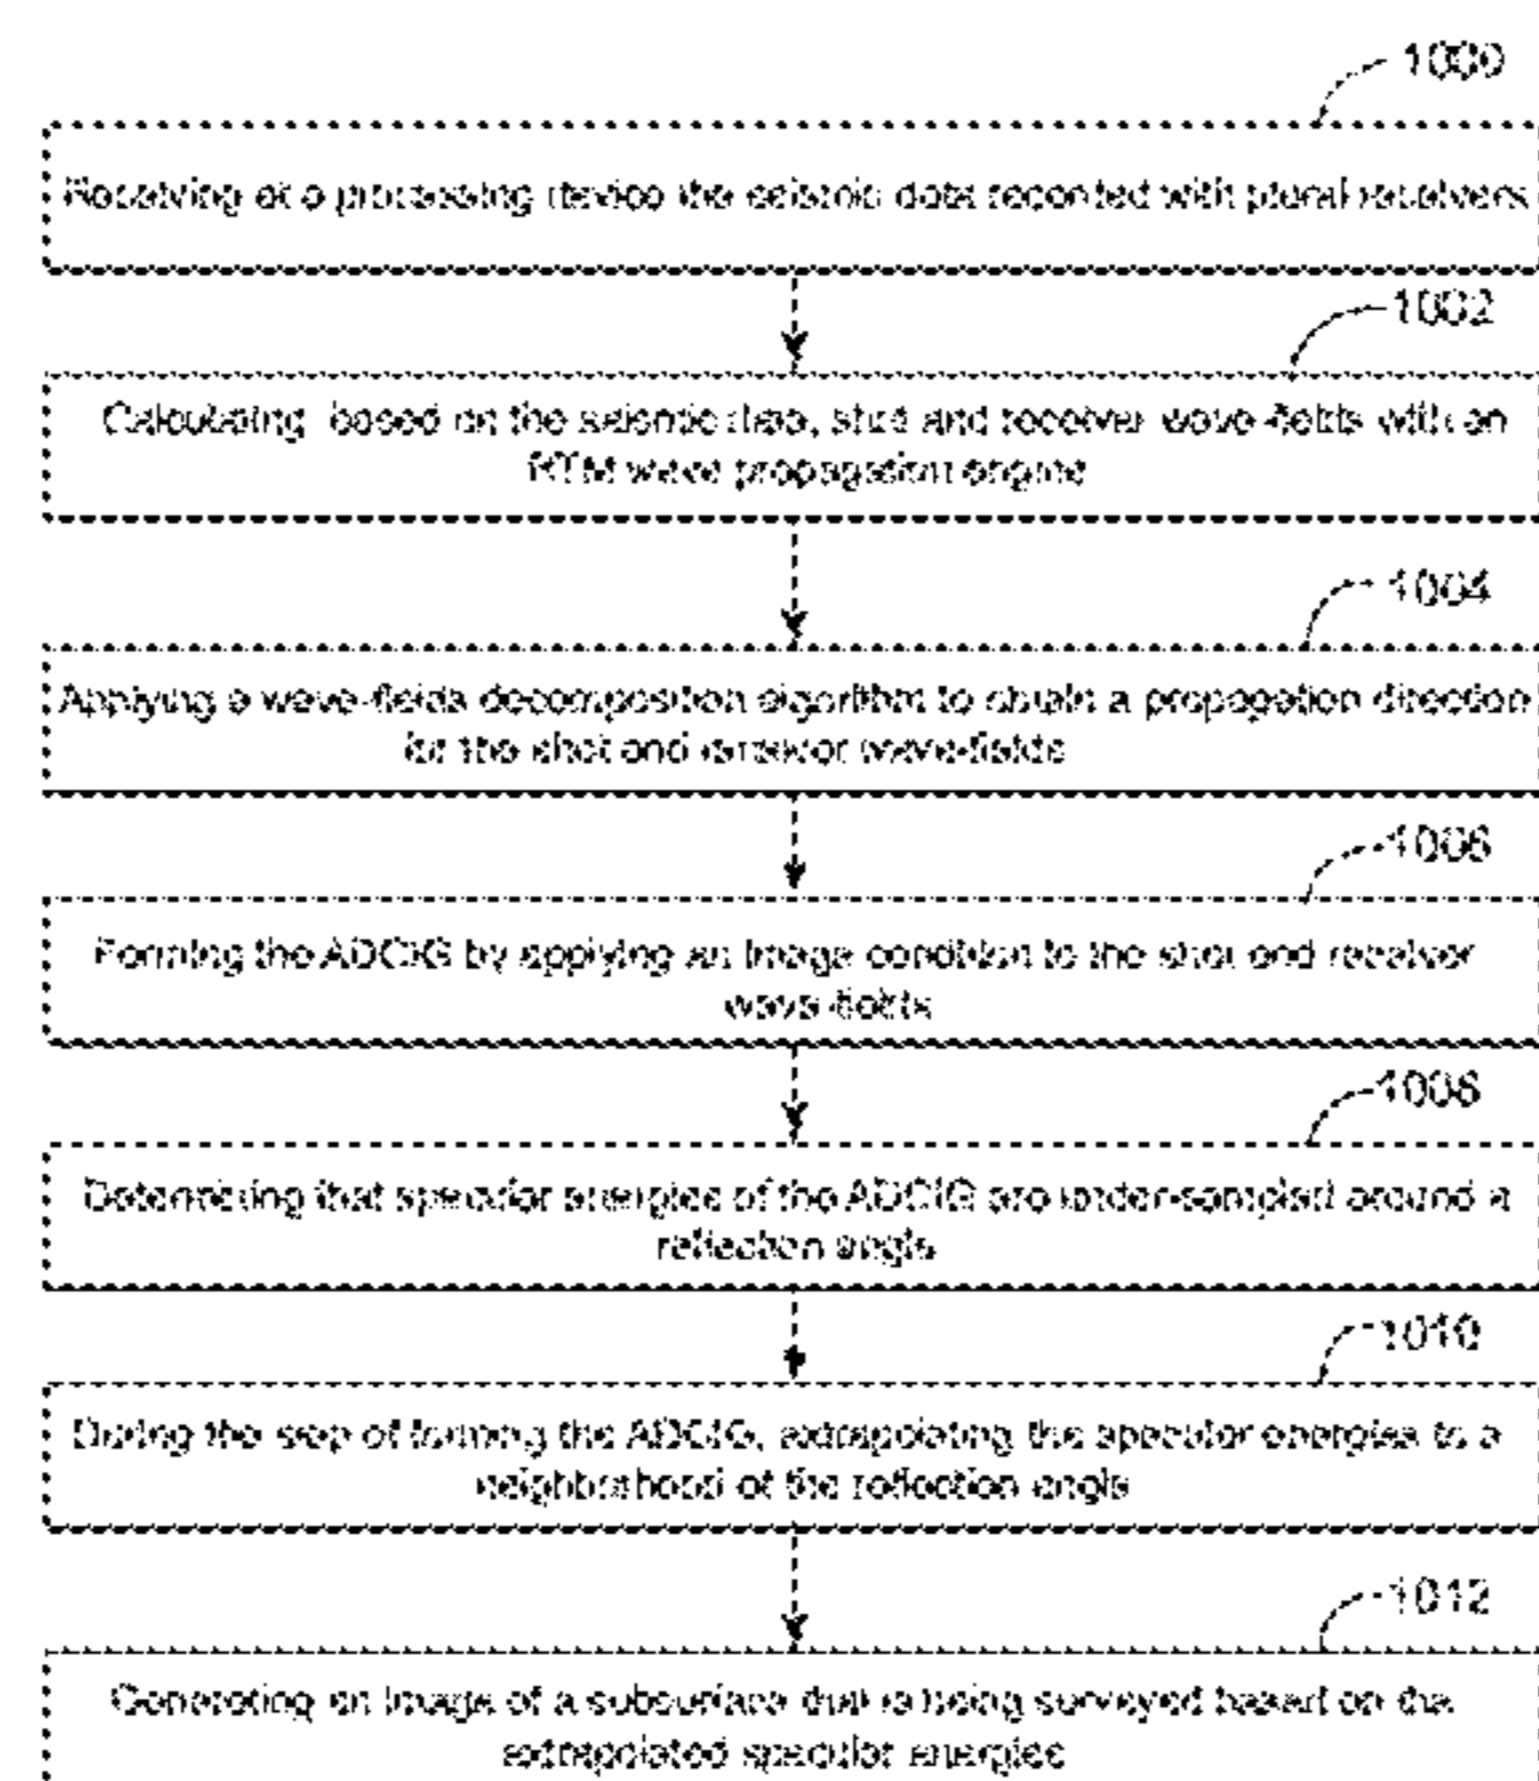 1000
Receiving at a processing device the seismic data recorded with plural receivers
1002
Calculating based on the seismic data, shot and receiver wave-fields with an
RTM wave propagation engine
1004
Applying a wave-fields decomposition algorithm to obtain a propagation direction
for the shot and receiver wave-fields
1006
Forming the ADCIG by applying an image condition to the shot and receiver
wave-fields
1008
Determining that specular energies of the ADCIG are under-sampled around a
reflection angle
1010
During the step of forming the ADCIG, extrapolating the specular energies to a
neighborhood of the reflection angle
1012
Generating an image of a subsurface that is being surveyed based on the
extrapolated specular energies